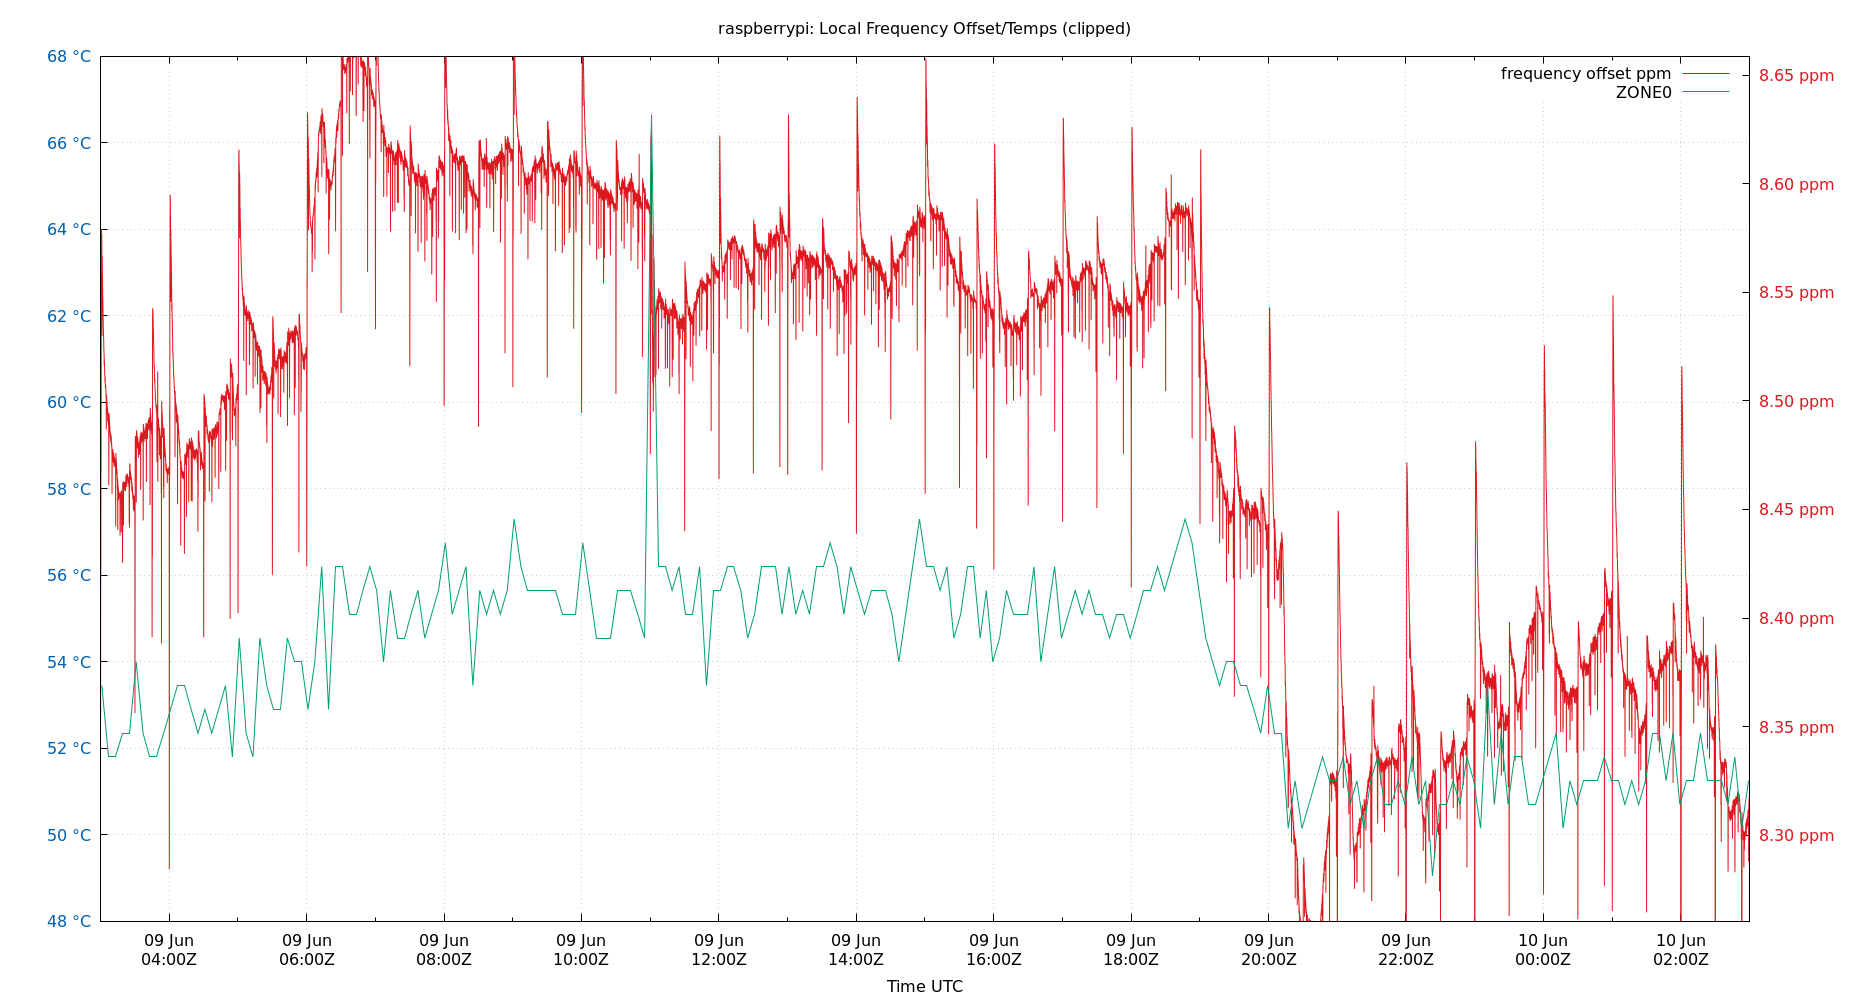 raspberrypi: Local Frequency Offset/Temps (clipped)
frequency offset ppm
ZONE0
68 °C
66 °C
64 °C
62 °C
60 °C
58 °C
56 °C
54 °C
52 °C
50 °C
48 °C
8.65 ppm
8.60 ppm
8.55 ppm
8.50 ppm
8.45 ppm
8.40 ppm
8.35 ppm
8.30 ppm
09 Jun
04:00Z
09 Jun
06:00Z
09 Jun
08:00Z
09 Jun
10:00Z
09 Jun
12:00Z
09 Jun
14:00Z
09 Jun
16:00Z
09 Jun
18:00Z
09 Jun
20:00Z
09 Jun
22:00Z
10 Jun
00:00Z
10 Jun
02:00Z
Time UTC